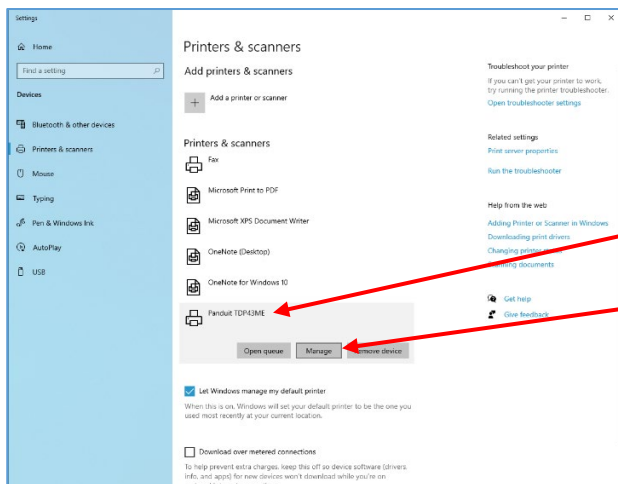 Settings
Home
Find a setting
Devices
Bluetooth & other devices
Printers & scanners
Mouse
Typing
Pen & Windows Ink
AutoPlay
USB
Printers & scanners
Add printers & scanners
Add a printer or scanner
Printers & scanners
Fax
Microsoft Print to PDF
Microsoft XPS Document Writer
OneNote (Desktop)
OneNote for Windows 10
Panduit TDP43ME
Open queue
Manage
move device
Let Windows manage my default printer
When this is on, Windows will set your default printer to be the one you
used most recently at your current location.
Download over metered connections
To help prevent extra charges, keep this off so device software (drivers,
info, and apps) for new devices won't download while you're on
Troubleshoot your printer
If you can't get your printer to work,
try running the printer troubleshooter.
Open troubleshooter settings
Related settings
Print server properties
Run the troubleshooter
Help from the web
Adding Printer or Scanner in Windows
Downloading print drivers
Changing printer
documents
Get help
Give feedback